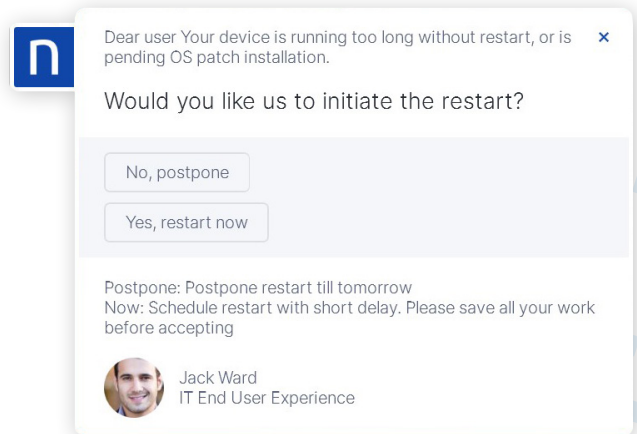 Dear user Your device is running too long without restart, or is
pending OS patch installation.
n
Would you like us to initiate the restart?
No, postpone
Yes, restart now
Postpone: Postpone restart till tomorrow
Now: Schedule restart with short delay. Please save all your work
before accepting
Jack Ward
IT End User Experience